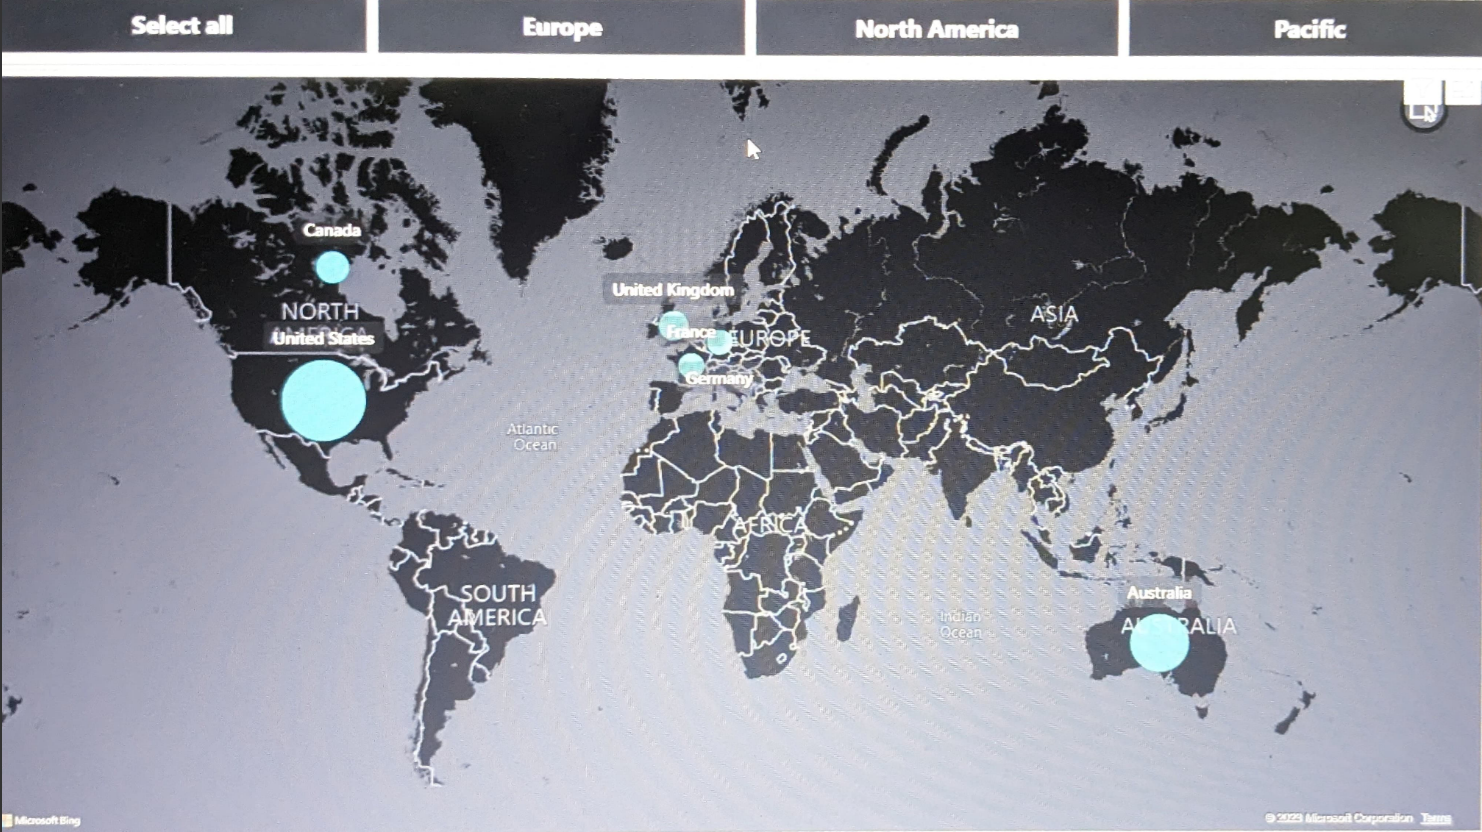 Select all
Europe
North America
Pacific
Canada
NORTH
AMERICA
United States
United Kingdom
France
EUROPE
Germany
ASIA
Atlantic
Ocean
AFRICA
SOUTH
AMERICA
Indian
Ocean
Australia
AUSTRALIA
Microsoft Bing
© 2023 Microsoft Corporation Terms